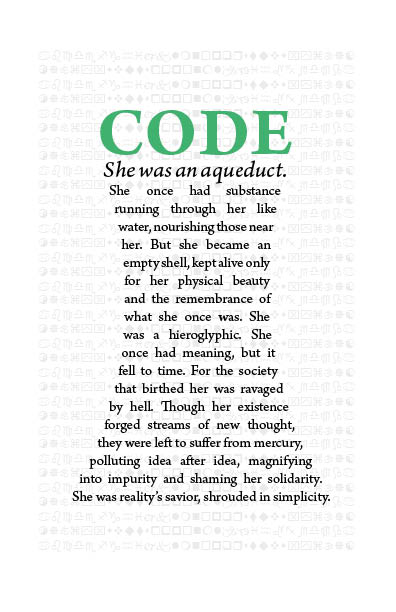 CODE
She was an aqueduct.
She once had substance
running through her like
water, nourishing those near
her. But she became an
empty shell, kept alive only
for her physical beauty
and the remembrance of
what she once was. She
was a hieroglyphic. She
once had meaning, but it
fell to time. For the society
that birthed her was ravaged
by hell. Though her existence
forged streams of new thought,
they were left to suffer from mercury,
polluting idea after idea, magnifying
into impurity and shaming her solidarity.
She was reality's savior, shrouded in simplicity.